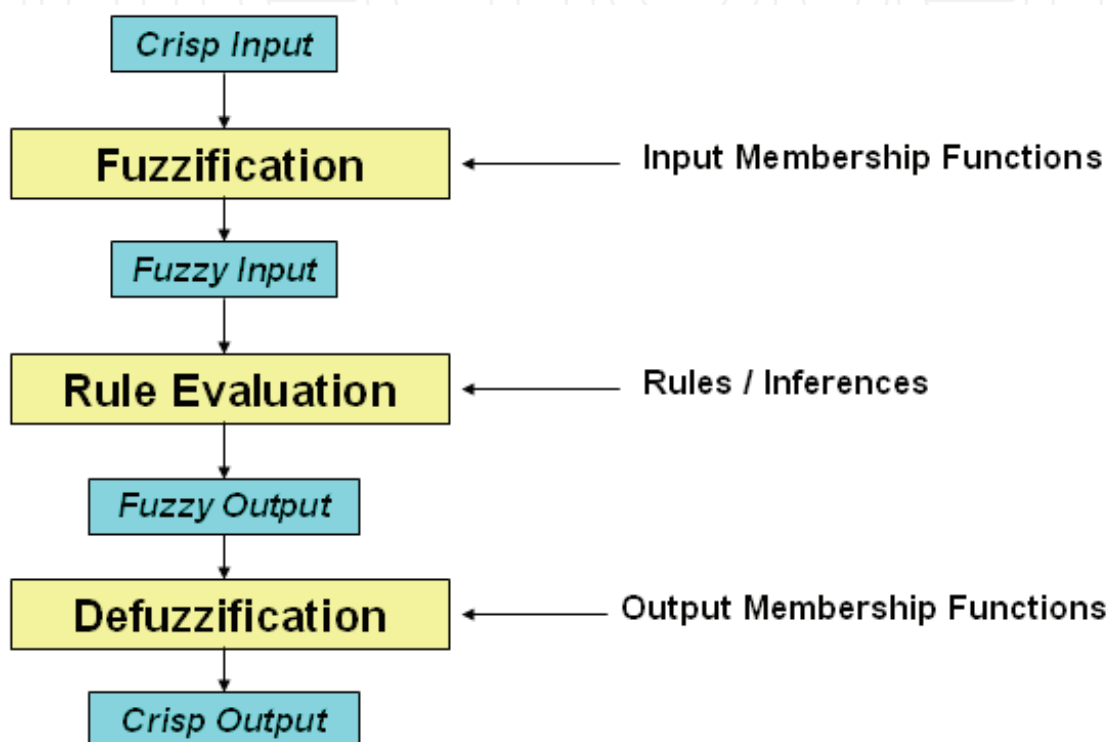 Crisp Input
Fuzzification
Input Membership Functions
Fuzzy Input
Rule Evaluation
Rules / Inferences
Fuzzy Output
Defuzzification
Output Membership Functions
Crisp Output